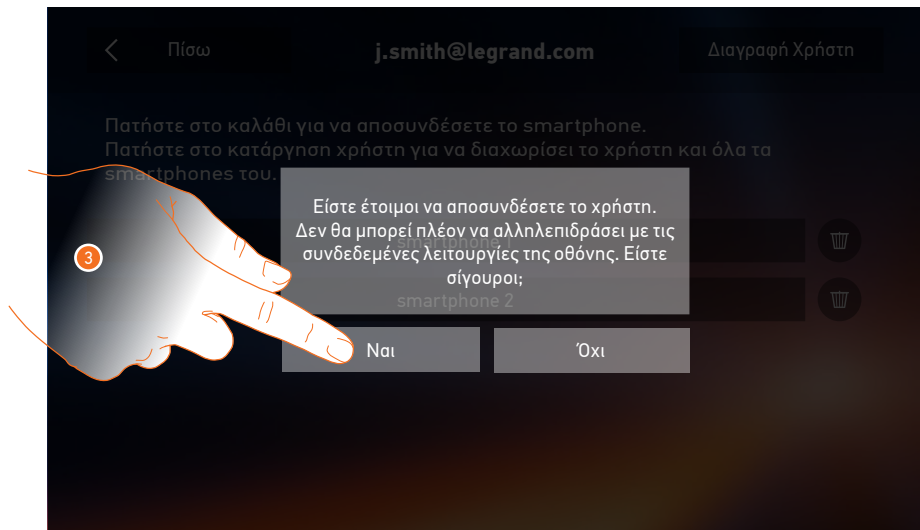 Πίσω
j.smith@legrand.com
Διαγραφή Χρήστη
Πατήστε στο καλάθι για να αποσυνδέσετε το smartphone.
Πατήστε στο κατάργηση χρήστη για να διαχωρίσει το χρήστη και όλα τα
smartphones του.
Είστε έτοιμοι να αποσυνδέσετε το χρήστη.
Δεν θα μπορεί πλέον να αλληλεπιδράσει με τις
smartphone 1
συνδεδεμένες λειτουργίες της οθόνης. Είστε
σίγουροι;
smartphone 2
3
Ναι
Όχι